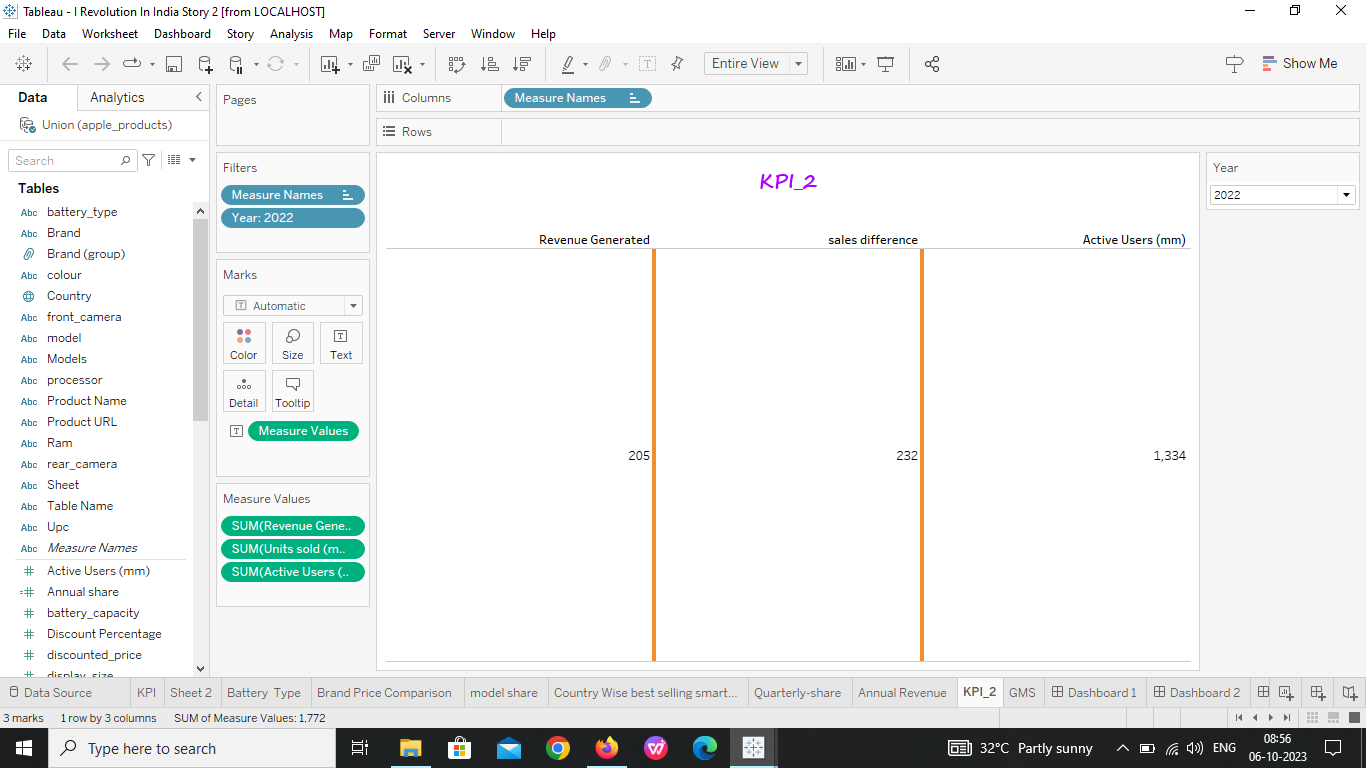 Tableau - I Revolution In India Story 2 [from LOCALHOST]
File Data Worksheet Dashboard Story Analysis Map Format Server Window Help
Entire View Show Me
Data Analytics
Union (apple_products)
Search
Tables
Abc battery_type
Abc Brand
Brand (group)
Abc colour
Country
Abc front_camera
Abc model
Abc Models
Abc processor
Abc Product Name
Abc Product URL
Abc Ram
Abc rear_camera
Abc Sheet
Abc Table Name
Abc Upc
Abc Measure Names
# Active Users (mm)
=# Annual share
# battery_capacity
# Discount Percentage
# discounted_price
# display_size
Pages
Filters
Measure Names
Year: 2022
Marks
T Automatic
Color Size Text
Detail Tooltip
T Measure Values
Measure Values
SUM(Revenue Gene..
SUM(Units sold (m..
SUM(Active Users (..
Columns Measure Names
Rows
KPI_2
Revenue Generated sales difference Active Users (mm)
205 232 1,334
Year
2022
Data Source KPI Sheet 2 Battery Type Brand Price Comparison model share Country Wise best selling smart... Quarterly-share Annual Revenue KPI_2 GMS Dashboard 1 Dashboard 2
3 marks 1 row by 3 columns SUM of Measure Values: 1,772
Type here to search 32°C Partly sunny ENG 08:56
06-10-2023